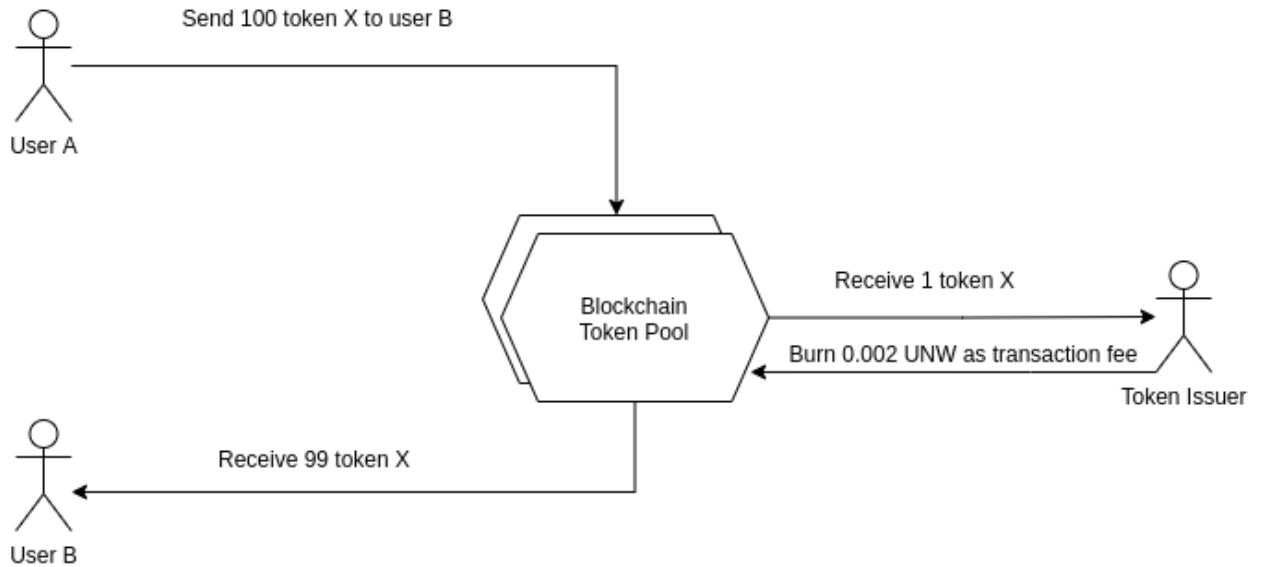 Send 100 token X to user B
User A
Blockchain
Token Pool
Receive 1 token X
Burn 0.002 UNW as transaction fee
Token Issuer
Receive 99 token X
User B